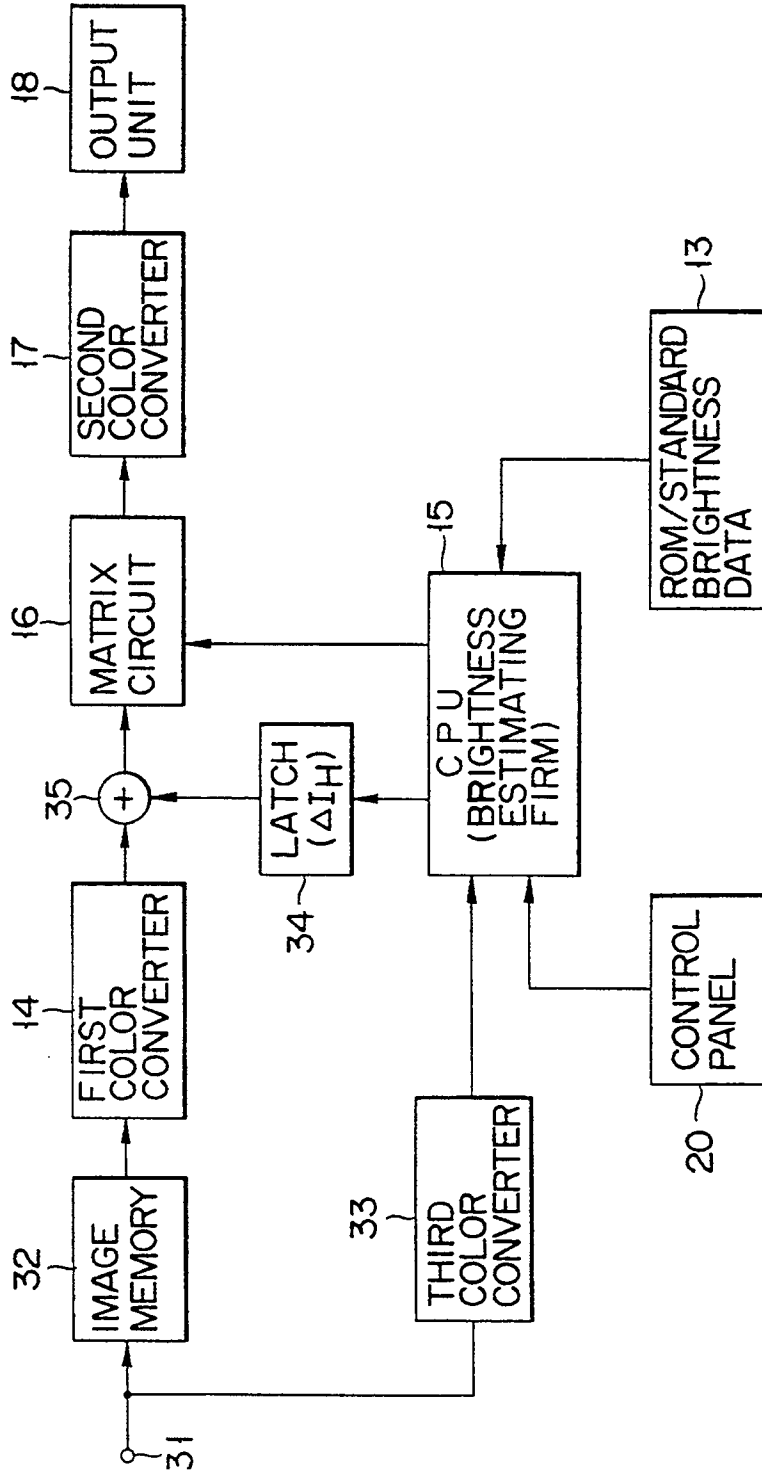 31
32
IMAGE
MEMORY
14
FIRST
COLOR
CONVERTER
35
+
16
MATRIX
CIRCUIT
17
SECOND
COLOR
CONVERTER
18
OUTPUT
UNIT
33
THIRD
COLOR
CONVERTER
34
LATCH
(ΔIH)
15
CPU
(BRIGHTNESS
ESTIMATING
FIRM)
20
CONTROL
PANEL
13
ROM/STANDARD
BRIGHTNESS
DATA